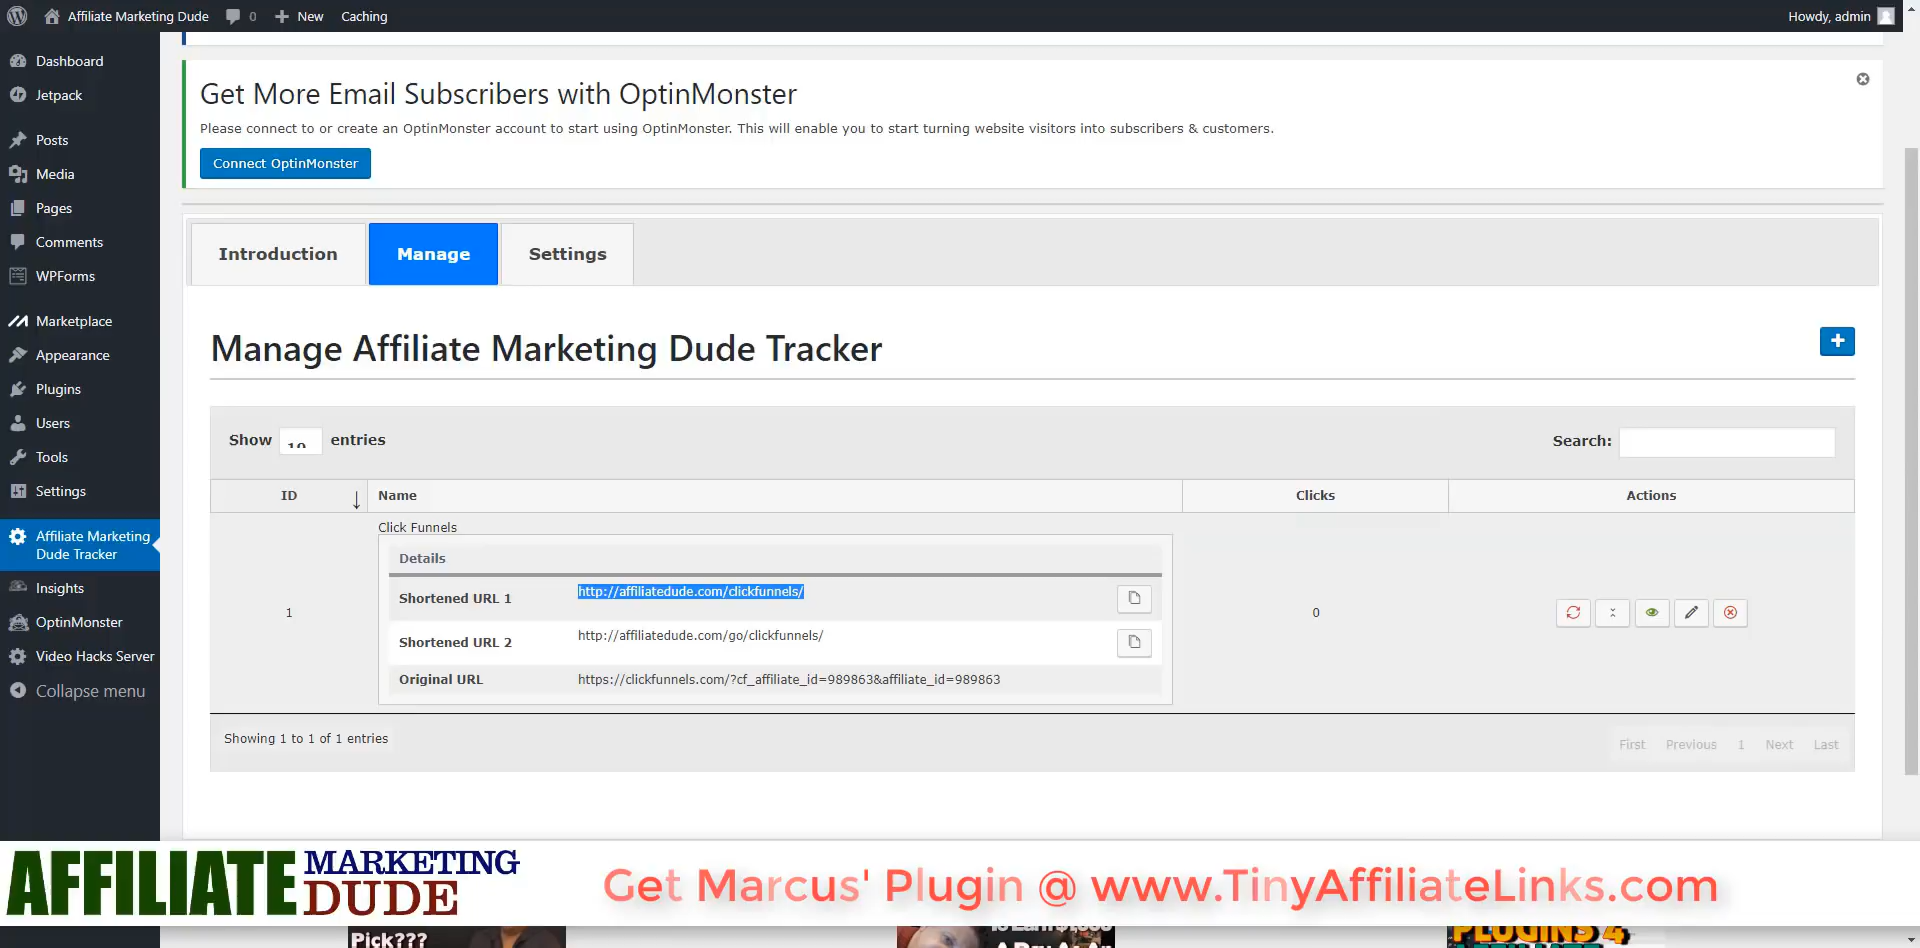 Affiliate Marketing Dude
0
New
Caching
Howdy, admin
Dashboard
Jetpack
Posts
Media
Pages
Comments
WPForms
Marketplace
Appearance
Plugins
Users
Tools
Settings
Affiliate Marketing
Dude Tracker
Insights
OptinMonster
Video Hacks Server
Collapse menu
Get More Email Subscribers with OptinMonster
Please connect to or create an OptinMonster account to start using OptinMonster. This will enable you to start turning website visitors into subscribers & customers.
Connect OptinMonster
Introduction
Manage
Settings
Manage Affiliate Marketing Dude Tracker
+
Show 10 entries
Search:
ID
Name
Clicks
Actions
1
Click Funnels
Details
Shortened URL 1
http://affiliatedude.com/clickfunnels/
Shortened URL 2
http://affiliatedude.com/go/clickfunnels/
Original URL
https://clickfunnels.com/?cf_affiliate_id=989863&affiliate_id=989863
0
Showing 1 to 1 of 1 entries
First
Previous
1
Next
Last
AFFILIATE
MARKETING
DUDE
Get Marcus' Plugin @ www.TinyAffiliateLinks.com
Pick???
A Day As An
PLUGINS 4